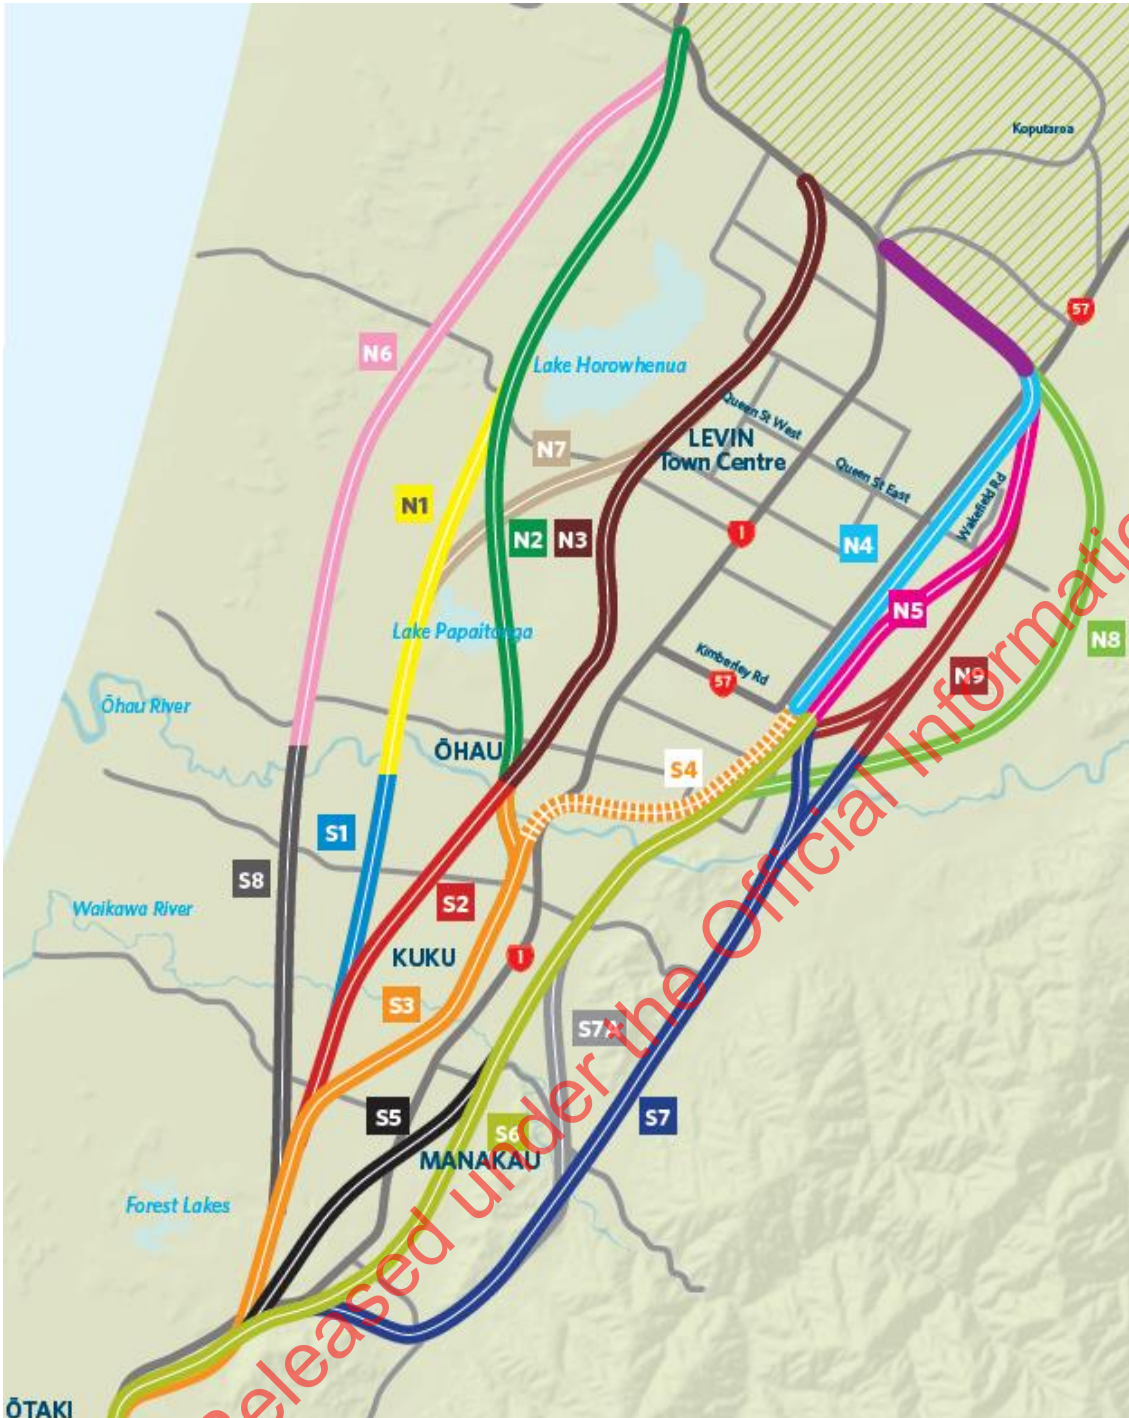 Koputaroa
57
N6
Lake Horowhenua
Queen St West
N7
LEVIN
Town Centre
Queen St East
Wakefield Rd
N1
N2
N3
1
N4
N5
Lake Papaitonga
N8
Kimberley Rd
57
N9
Ōhau River
ŌHAU
S4
S1
S8
S2
Waikawa River
KUKU
1
S3
S7A
S5
S6
S7
MANAKAU
Forest Lakes
ŌTAKI
Released under the Official Informatio